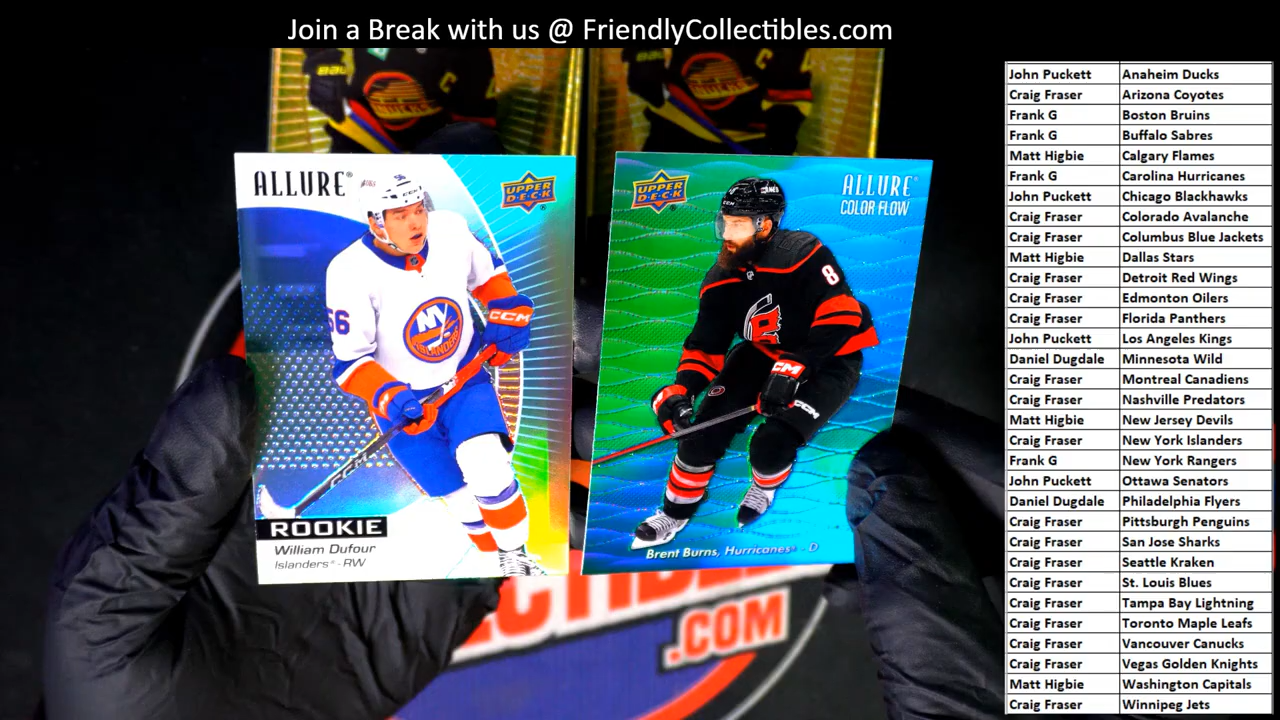 Join a Break with us @ FriendlyCollectibles.com
ALLURE
UPPER DECK
56
NY
ISLANDERS
CCM
CCM
ROOKIE
William Dufour
Islanders® - RW
UPPER DECK
ALLURE
COLOR FLOW
8
CCM
CCM
Brent Burns, Hurricanes® - D
.COM
John Puckett Anaheim Ducks
Craig Fraser Arizona Coyotes
Frank G Boston Bruins
Frank G Buffalo Sabres
Matt Higbie Calgary Flames
Frank G Carolina Hurricanes
John Puckett Chicago Blackhawks
Craig Fraser Colorado Avalanche
Craig Fraser Columbus Blue Jackets
Matt Higbie Dallas Stars
Craig Fraser Detroit Red Wings
Craig Fraser Edmonton Oilers
Craig Fraser Florida Panthers
John Puckett Los Angeles Kings
Daniel Dugdale Minnesota Wild
Craig Fraser Montreal Canadiens
Craig Fraser Nashville Predators
Matt Higbie New Jersey Devils
Craig Fraser New York Islanders
Frank G New York Rangers
John Puckett Ottawa Senators
Daniel Dugdale Philadelphia Flyers
Craig Fraser Pittsburgh Penguins
Craig Fraser San Jose Sharks
Craig Fraser Seattle Kraken
Craig Fraser St. Louis Blues
Craig Fraser Tampa Bay Lightning
Craig Fraser Toronto Maple Leafs
Craig Fraser Vancouver Canucks
Craig Fraser Vegas Golden Knights
Matt Higbie Washington Capitals
Craig Fraser Winnipeg Jets